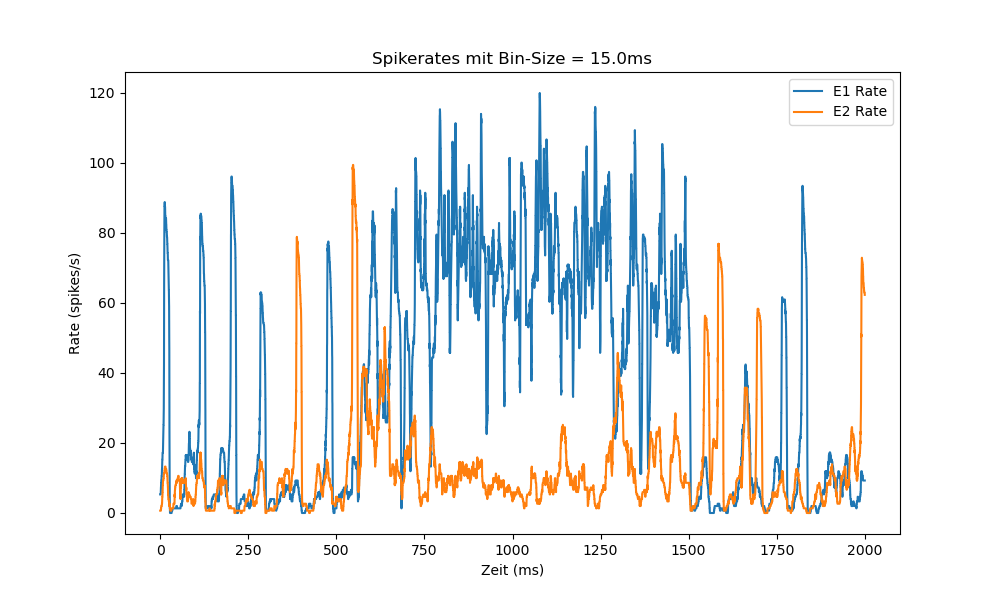 Spikerates mit Bin-Size = 15.0ms
E1 Rate
E2 Rate
Rate (spikes/s)
120
100
80
60
40
20
0
0 250 500 750 1000 1250 1500 1750 2000
Zeit (ms)